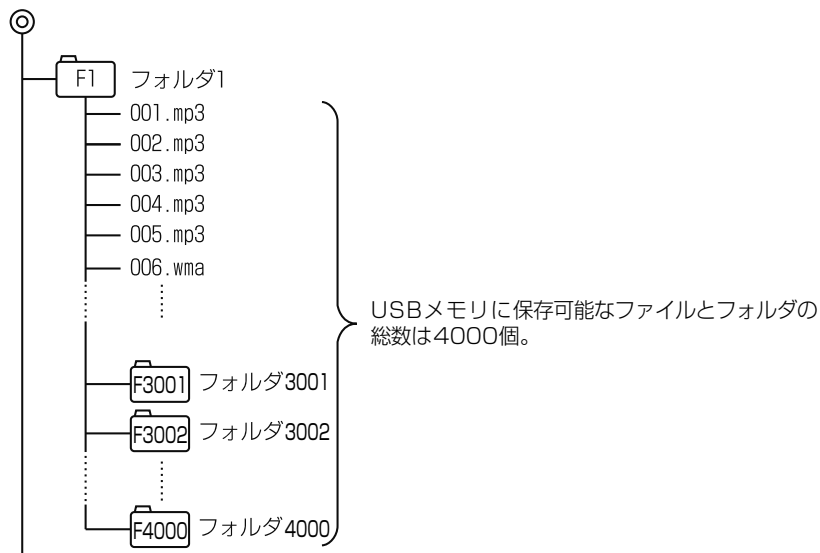 F1 フォルダ1
001.mp3
002.mp3
003.mp3
004.mp3
005.mp3
006.wma
USBメモリに保存可能なファイルとフォルダの
総数は4000個。
F3001 フォルダ3001
F3002 フォルダ3002
F4000 フォルダ4000